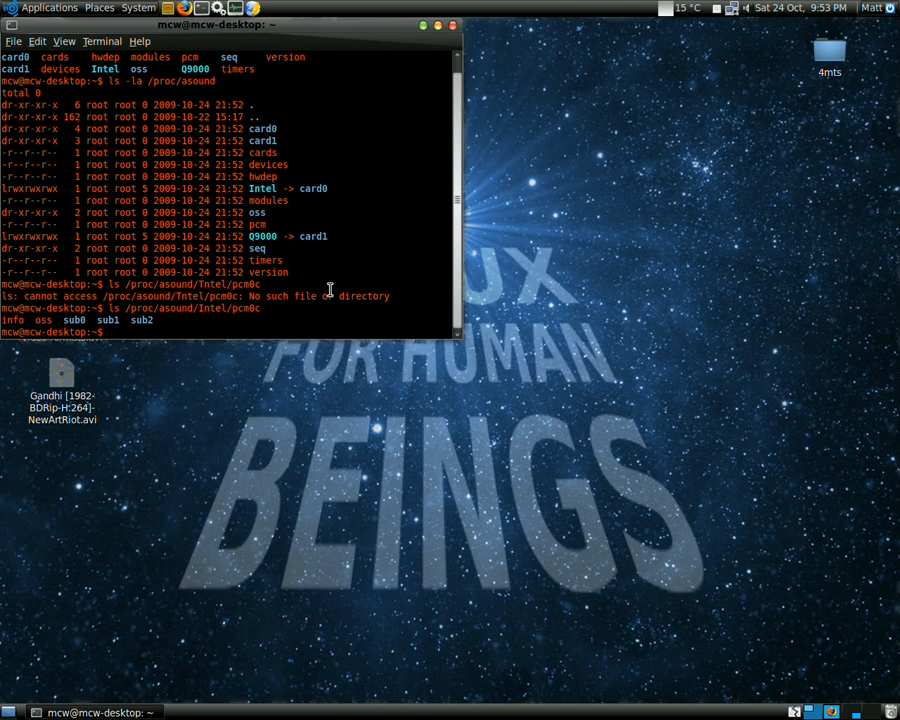 Applications Places System 15 °C Sat 24 Oct, 9:53 PM Matt
mcw@mcw-desktop: ~
File Edit View Terminal Help
card0 cards hwdep modules pcm seq version
card1 devices Intel oss Q9000 timers
mcw@mcw-desktop:~$ ls -la /proc/asound
total 0
dr-xr-xr-x 6 root root 0 2009-10-24 21:52 .
dr-xr-xr-x 162 root root 0 2009-10-22 15:17 ..
dr-xr-xr-x 4 root root 0 2009-10-24 21:52 card0
dr-xr-xr-x 3 root root 0 2009-10-24 21:52 card1
-r--r--r-- 1 root root 0 2009-10-24 21:52 cards
-r--r--r-- 1 root root 0 2009-10-24 21:52 devices
-r--r--r-- 1 root root 0 2009-10-24 21:52 hwdep
lrwxrwxrwx 1 root root 5 2009-10-24 21:52 Intel -> card0
-r--r--r-- 1 root root 0 2009-10-24 21:52 modules
dr-xr-xr-x 2 root root 0 2009-10-24 21:52 oss
-r--r--r-- 1 root root 0 2009-10-24 21:52 pcm
lrwxrwxrwx 1 root root 5 2009-10-24 21:52 Q9000 -> card1
dr-xr-xr-x 2 root root 0 2009-10-24 21:52 seq
-r--r--r-- 1 root root 0 2009-10-24 21:52 timers
-r--r--r-- 1 root root 0 2009-10-24 21:52 version
mcw@mcw-desktop:~$ ls /proc/asound/Tntel/pcm0c
ls: cannot access /proc/asound/Tntel/pcm0c: No such file or directory
mcw@mcw-desktop:~$ ls /proc/asound/Intel/pcm0c
info oss sub0 sub1 sub2
mcw@mcw-desktop:~$
4mts
Gandhi [1982-
BDRip-H:264]-
NewArtRiot.avi
UX
FOR HUMAN
BEINGS
mcw@mcw-desktop: ~